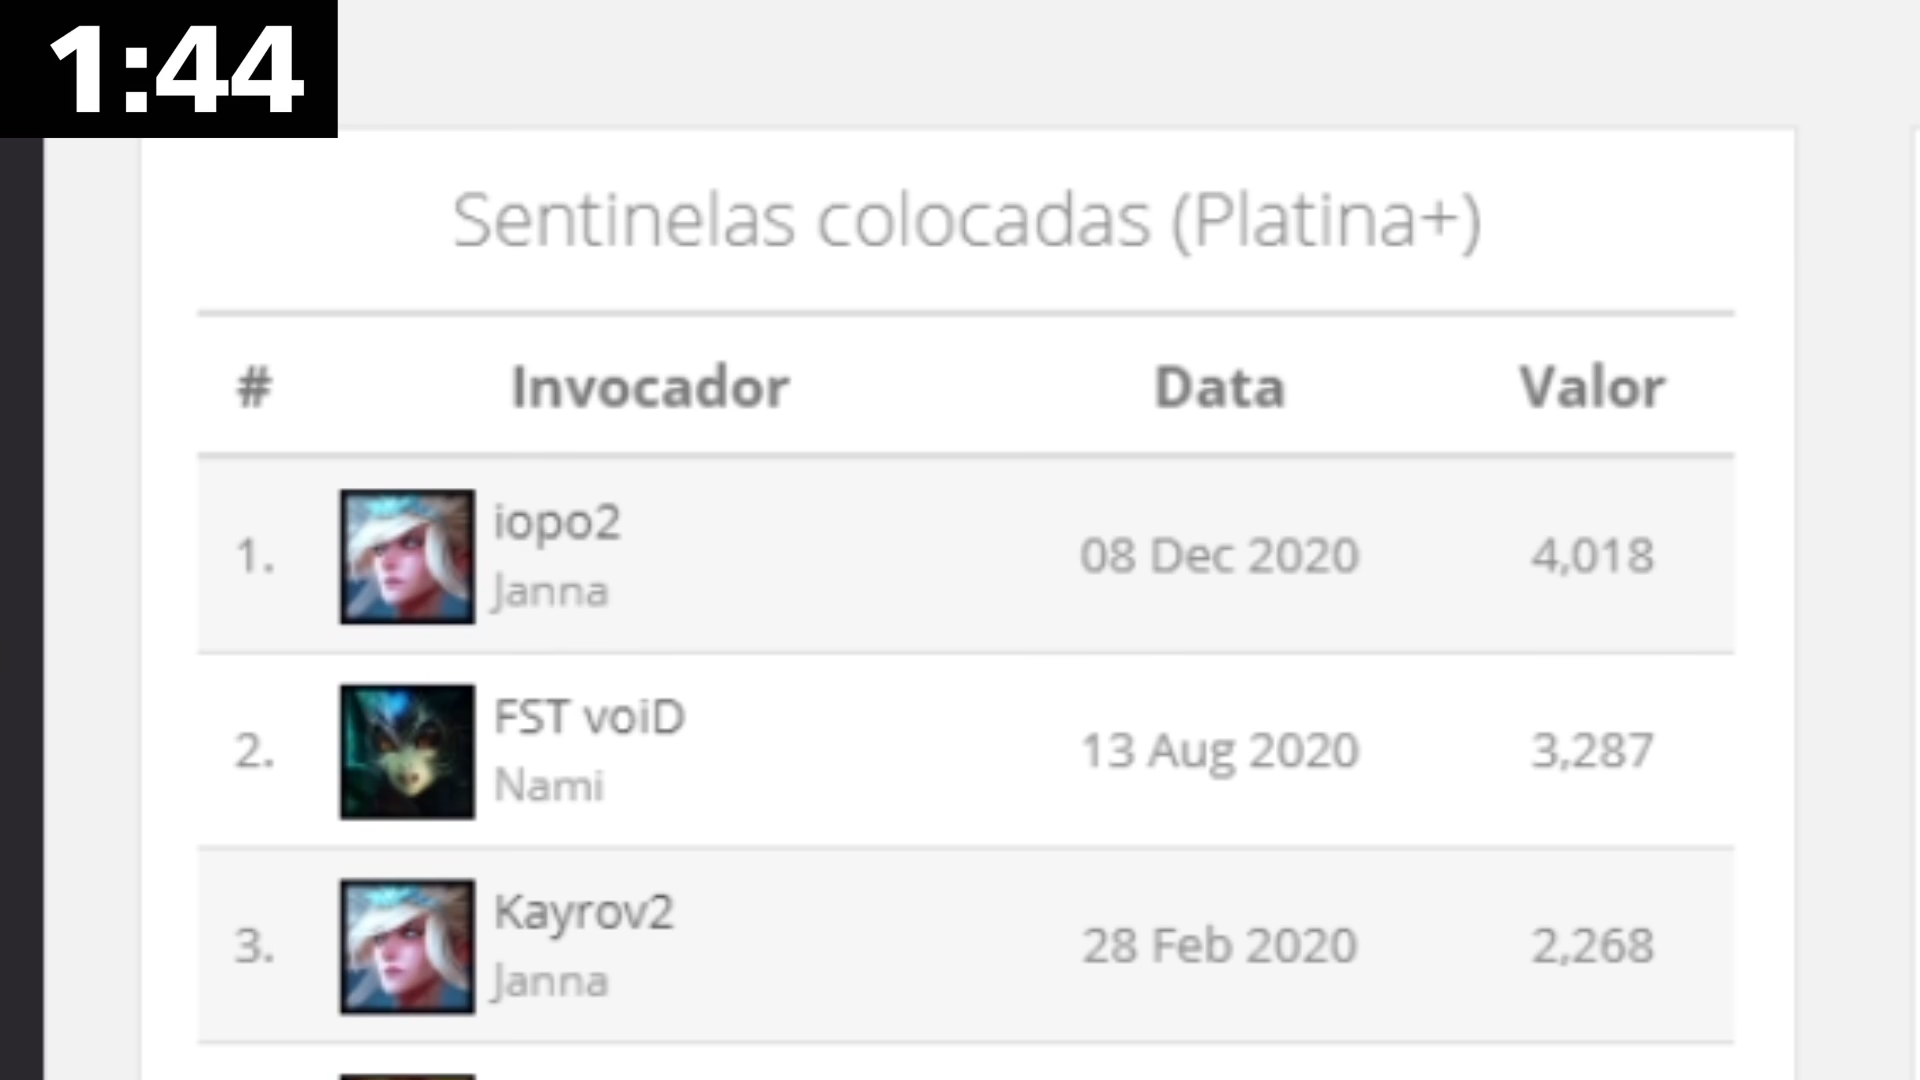 1:44
Sentinelas colocadas (Platina+)
# Invocador Data Valor
1. iopo2 Janna 08 Dec 2020 4,018
2. FST voiD Nami 13 Aug 2020 3,287
3. Kayrov2 Janna 28 Feb 2020 2,268